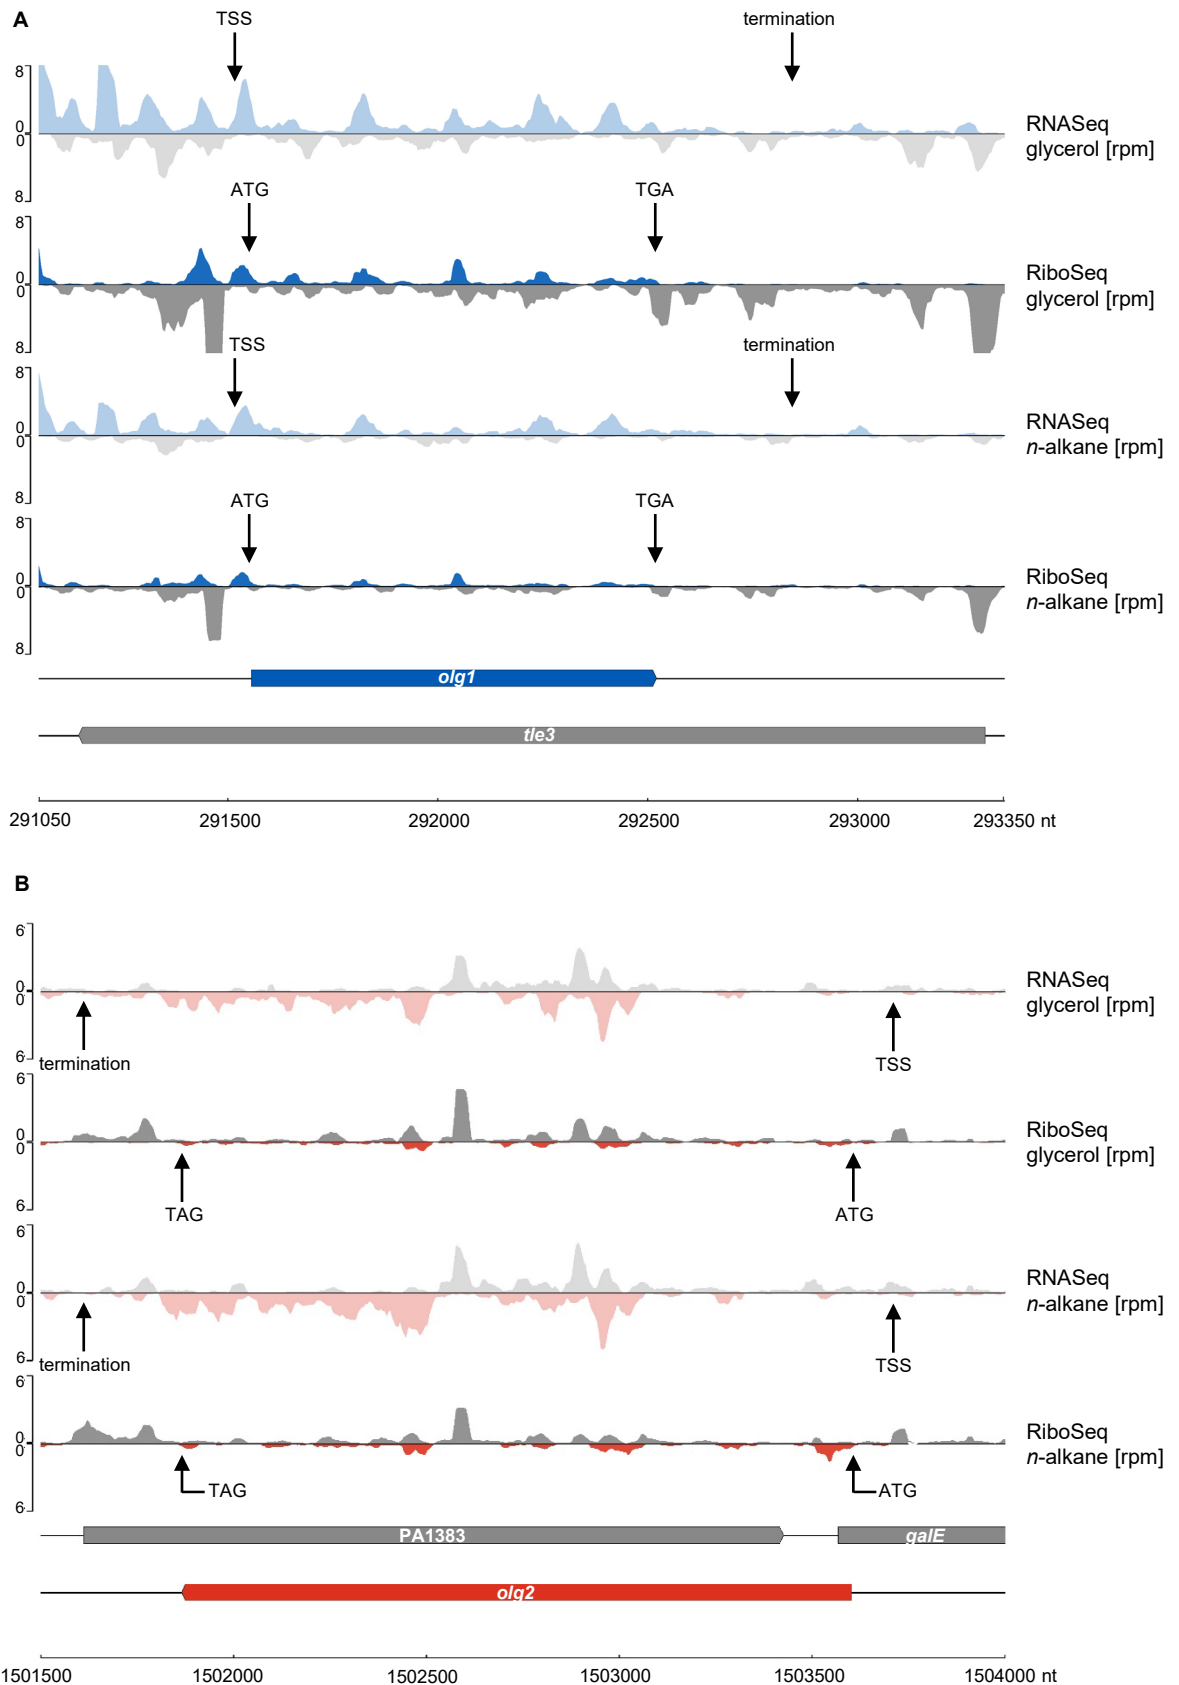 A
TSS
termination
8
0
0
8
RNASeq
glycerol [rpm]
ATG
TGA
8
0
0
8
RiboSeq
glycerol [rpm]
TSS
termination
8
0
0
8
RNASeq
n-alkane [rpm]
ATG
TGA
8
0
0
8
RiboSeq
n-alkane [rpm]
olg1
tle3
291050
291500
292000
292500
293000
293350 nt
B
6
0
0
6
RNASeq
glycerol [rpm]
termination
TSS
6
0
0
6
RiboSeq
glycerol [rpm]
TAG
ATG
6
0
0
6
RNASeq
n-alkane [rpm]
termination
TSS
6
0
0
6
RiboSeq
n-alkane [rpm]
TAG
ATG
PA1383
galE
olg2
1501500
1502000
1502500
1503000
1503500
1504000 nt